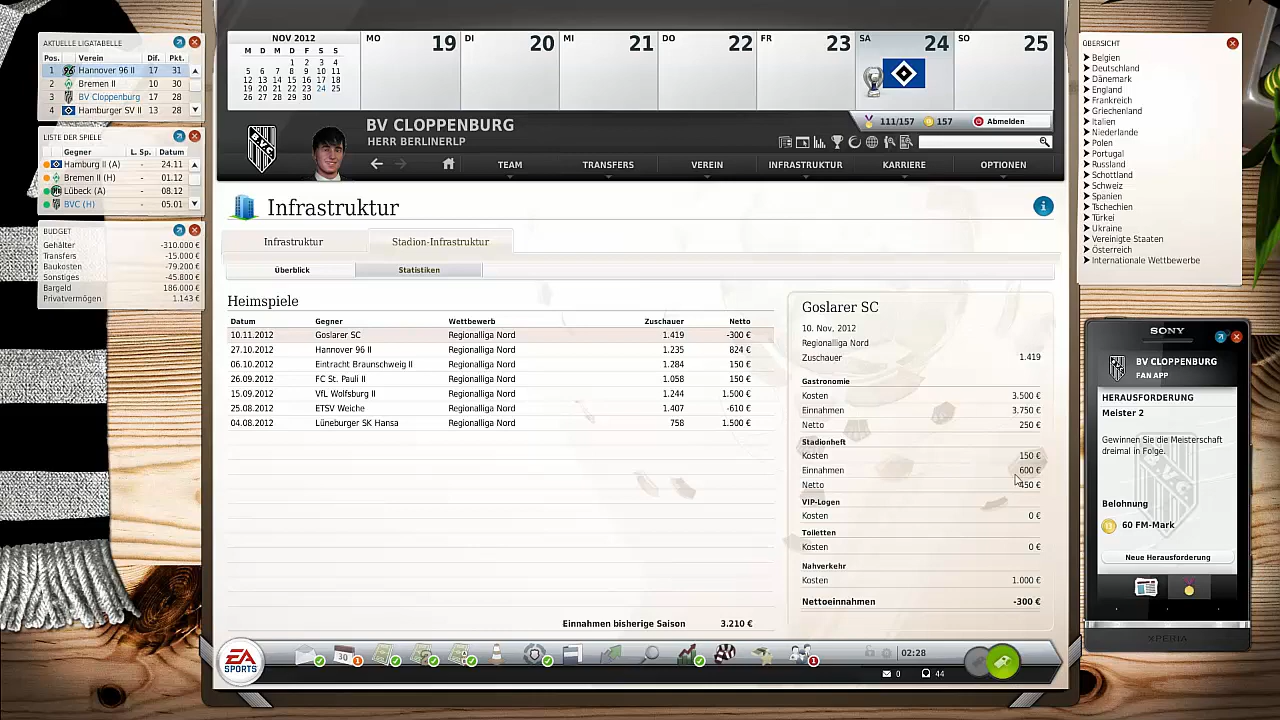 AKTUELLE LIGATABELLE
Pos. Verein Dif. Pkt.
1 Hannover 96 II 17 31
2 Bremen II 10 30
3 BV Cloppenburg 17 28
4 Hamburger SV II 13 28
LISTE DER SPIELE
Gegner L. Sp. Datum
Hamburg II (A) - 24.11
Bremen II (H) - 01.12
Lübeck (A) - 08.12
BVC (H) - 05.01
BUDGET
Gehälter -310.000 €
Transfers -15.000 €
Baukosten -79.200 €
Sonstiges -45.800 €
Bargeld 186.000 €
Privatvermögen 1.143 €
NOV 2012
M D M D F S S
1 2 3 4
5 6 7 8 9 10 11
12 13 14 15 16 17 18
19 20 21 22 23 24 25
26 27 28 29 30
MO 19
DI 20
MI 21
DO 22
FR 23
SA 24
SO 25
BV CLOPPENBURG
HERR BERLINERLP
111/157 157 Abmelden
TEAM TRANSFERS VEREIN INFRASTRUKTUR KARRIERE OPTIONEN
Infrastruktur
Infrastruktur Stadion-Infrastruktur
Überblick Statistiken
Heimspiele
Datum Gegner Wettbewerb Zuschauer Netto
10.11.2012 Goslarer SC Regionalliga Nord 1.419 -300 €
27.10.2012 Hannover 96 II Regionalliga Nord 1.235 824 €
06.10.2012 Eintracht Braunschweig II Regionalliga Nord 1.284 150 €
26.09.2012 FC St. Pauli II Regionalliga Nord 1.058 150 €
15.09.2012 VfL Wolfsburg II Regionalliga Nord 1.244 1.500 €
25.08.2012 ETSV Weiche Regionalliga Nord 1.407 -610 €
04.08.2012 Lüneburger SK Hansa Regionalliga Nord 758 1.500 €
Einnahmen bisherige Saison 3.210 €
Goslarer SC
10. Nov. 2012
Regionalliga Nord
Zuschauer 1.419
Gastronomie
Kosten 3.500 €
Einnahmen 3.750 €
Netto 250 €
Stadionheft
Kosten 150 €
Einnahmen 600 €
Netto 450 €
VIP-Logen
Kosten 0 €
Toiletten
Kosten 0 €
Nahverkehr
Kosten 1.000 €
Nettoeinnahmen -300 €
EA SPORTS
30 1
1
02:28
0 44
ÜBERSICHT
Belgien
Deutschland
Dänemark
England
Frankreich
Griechenland
Italien
Niederlande
Polen
Portugal
Russland
Schottland
Schweiz
Spanien
Tschechien
Türkei
Ukraine
Vereinigte Staaten
Österreich
Internationale Wettbewerbe
SONY
BV CLOPPENBURG
FAN APP
HERAUSFORDERUNG
Meister 2
Gewinnen Sie die Meisterschaft
dreimal in Folge.
Belohnung
60 FM-Mark
Neue Herausforderung
XPERIA